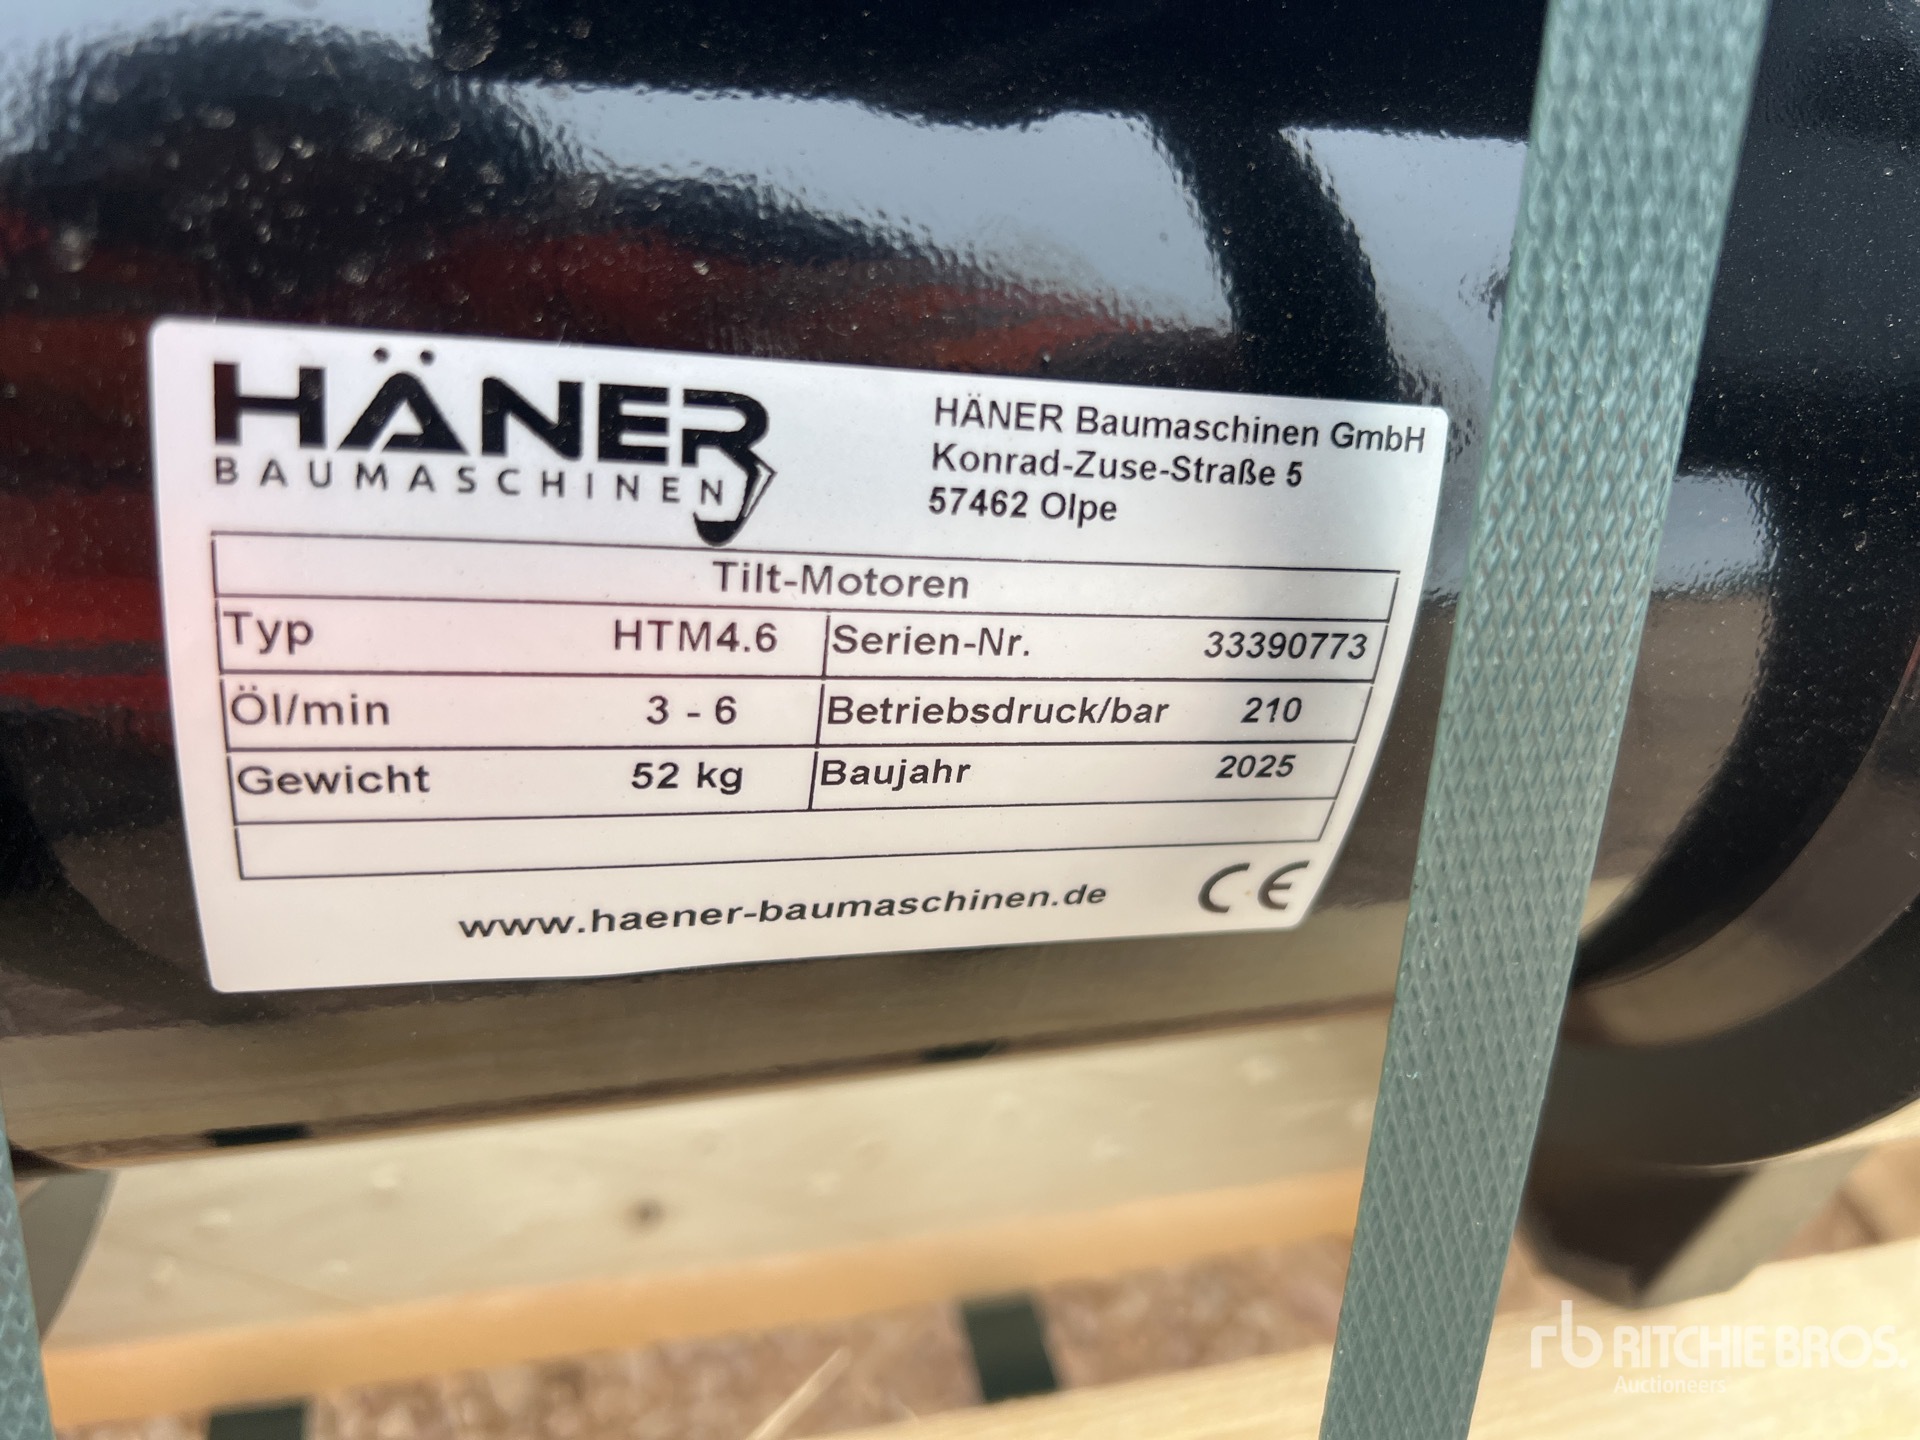 HÄNER
BAUMASCHINEN
HÄNER Baumaschinen GmbH
Konrad-Zuse-Straße 5
57462 Olpe
Tilt-Motoren
Typ HTM4.6 Serien-Nr. 33390773
Öl/min 3 - 6 Betriebsdruck/bar 210
Gewicht 52 kg Baujahr 2025
www.haener-baumaschinen.de CE
rb RITCHIE BROS.
Auctioneers